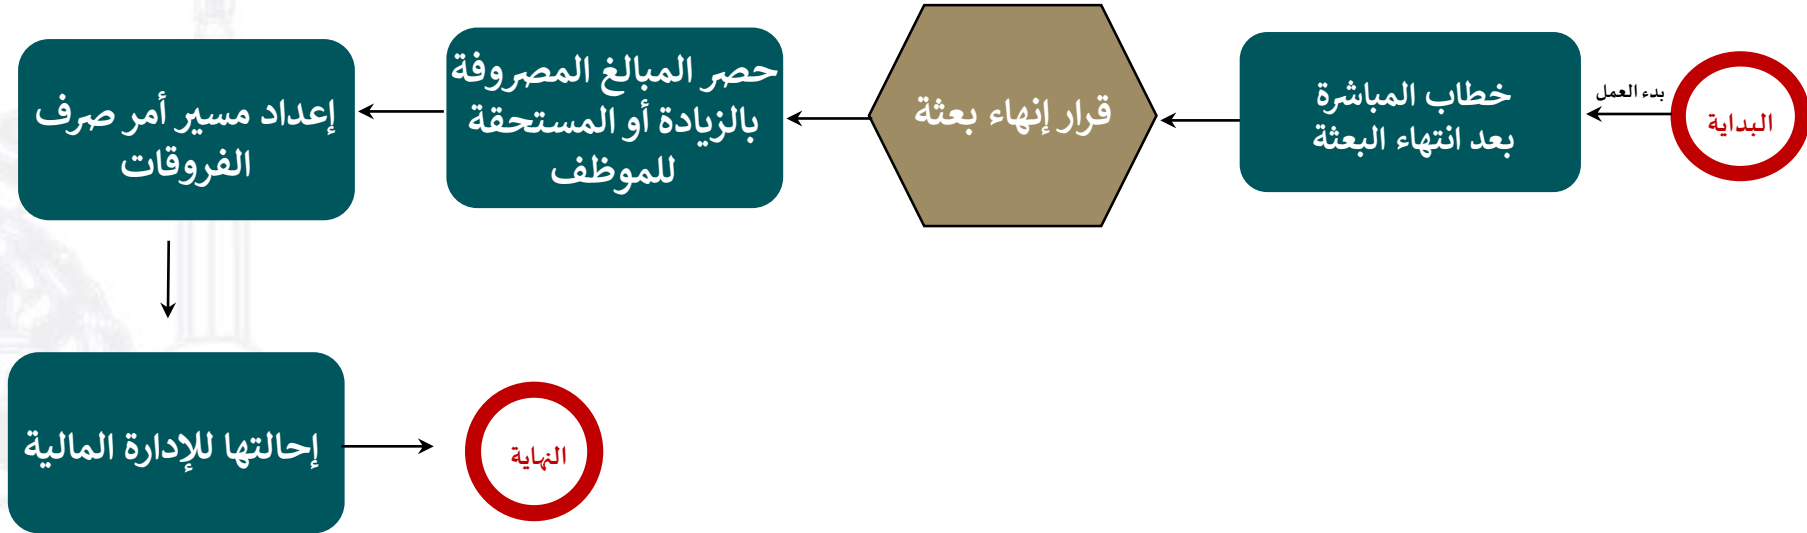 البداية
بدء العمل
خطاب المباشرة
بعد انتهاء البعثة
قرار إنهاء بعثة
حصر المبالغ المصروفة
بالزيادة أو المستحقة
للموظف
إعداد مسير أمر صرف
الفروقات
إحالتها للإدارة المالية
النهاية